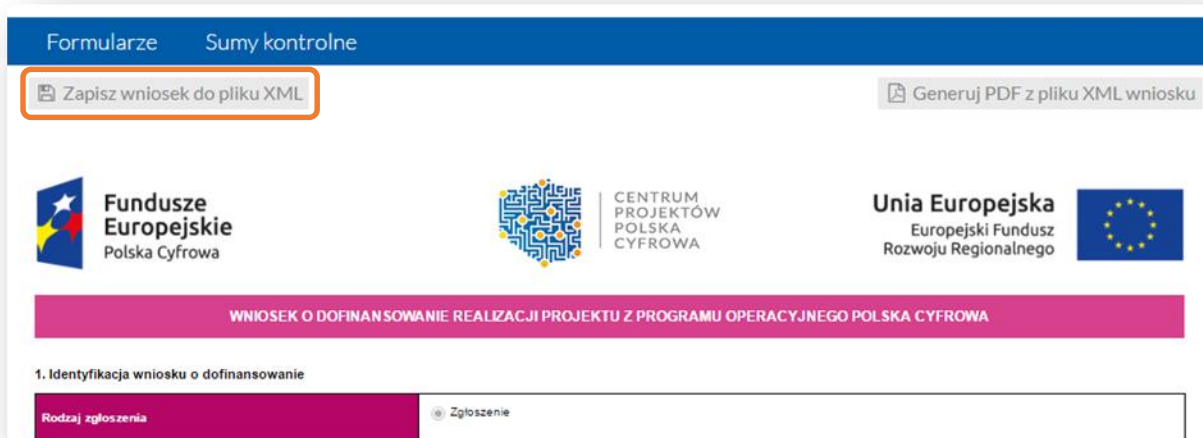 Formularze Sumy kontrolne
Zapisz wniosek do pliku XML Generuj PDF z pliku XML wniosku
Fundusze
Europejskie
Polska Cyfrowa
CENTRUM
PROJEKTÓW
POLSKA
CYFROWA
Unia Europejska
Europejski Fundusz
Rozwoju Regionalnego
WNIOSEK O DOFINANSOWANIE REALIZACJI PROJEKTU Z PROGRAMU OPERACYJNEGO POLSKA CYFROWA
1. Identyfikacja wniosku o dofinansowanie
Rodzaj zgłoszenia Zgłoszenie